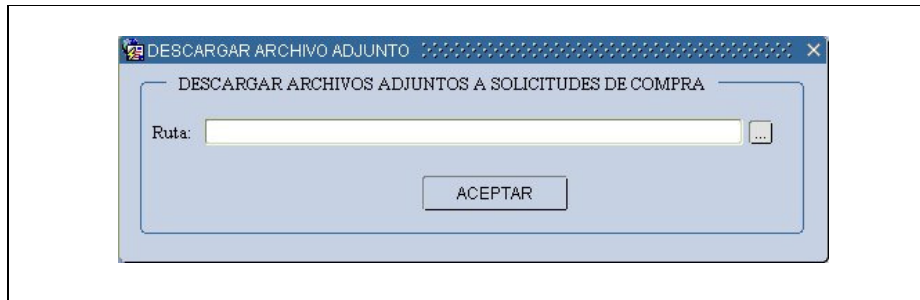 DESCARGAR ARCHIVO ADJUNTO
DESCARGAR ARCHIVOS ADJUNTOS A SOLICITUDES DE COMPRA
Ruta:
...
ACEPTAR